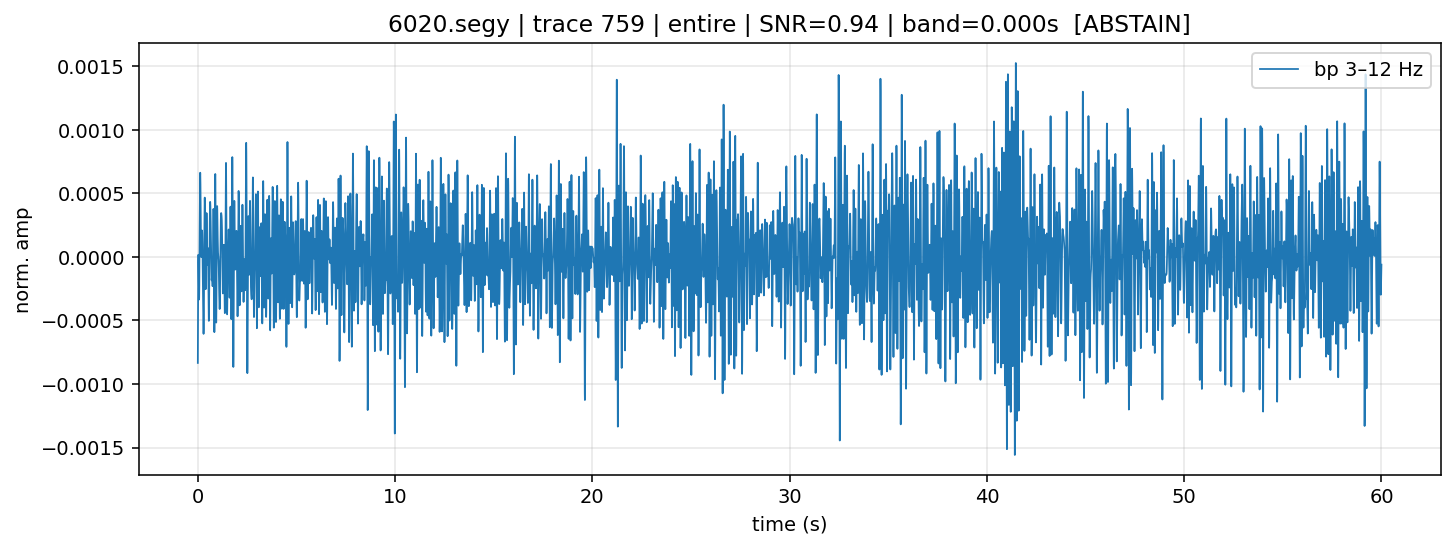 6020.segy | trace 759 | entire | SNR=0.94 | band=0.000s  [ABSTAIN]
bp 3–12 Hz
0.0015
0.0010
0.0005
0.0000
−0.0005
−0.0010
−0.0015
norm. amp
0 10 20 30 40 50 60
time (s)